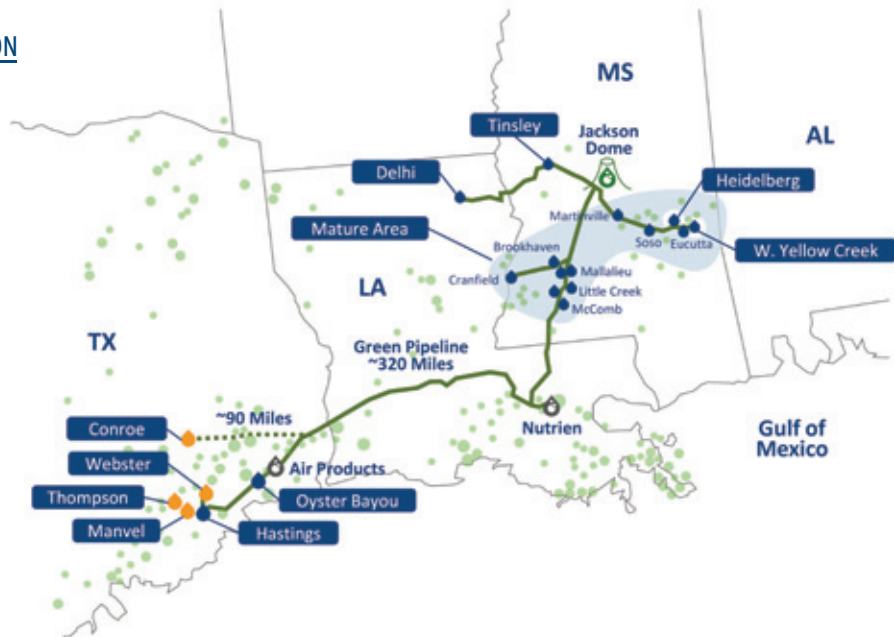 ON
MS
Tinsley
Jackson
Dome
AL
Delhi
Heidelberg
Martinville
Mature Area
Brookhaven
Soso
Eucutta
W. Yellow Creek
Cranfield
Mallalieu
LA
Little Creek
McComb
TX
Green Pipeline
~320 Miles
~90 Miles
Conroe
Nutrien
Gulf of
Mexico
Webster
Air Products
Thompson
Oyster Bayou
Manvel
Hastings